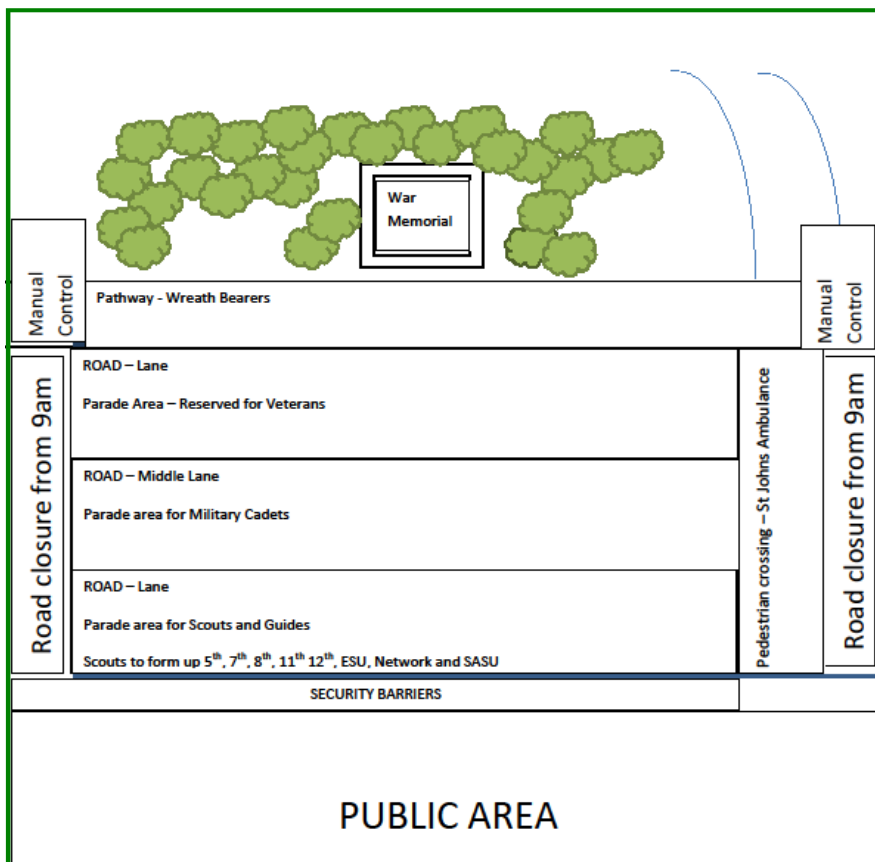 War
Memorial
Manual
Control
Pathway - Wreath Bearers
Manual
Control
Road closure from 9am
ROAD – Lane
Parade Area – Reserved for Veterans
ROAD – Middle Lane
Parade area for Military Cadets
ROAD – Lane
Parade area for Scouts and Guides
Scouts to form up 5th, 7th, 8th, 11th 12th, ESU, Network and SASU
Pedestrian crossing – St Johns Ambulance
Road closure from 9am
SECURITY BARRIERS
PUBLIC AREA